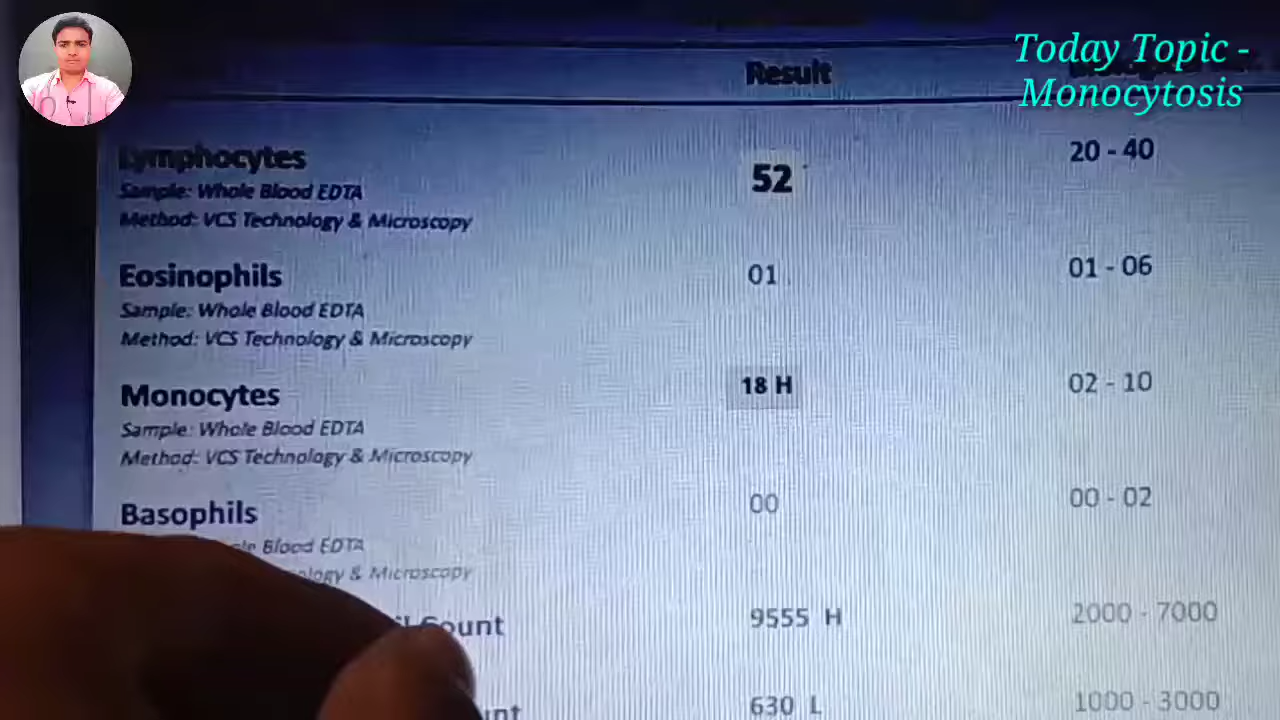 Today Topic -
Monocytosis
Result
Lymphocytes
52
20 - 40
Sample: Whole Blood EDTA
Method: VCS Technology & Microscopy
Eosinophils
01
01 - 06
Sample: Whole Blood EDTA
Method: VCS Technology & Microscopy
Monocytes
18 H
02 - 10
Sample: Whole Blood EDTA
Method: VCS Technology & Microscopy
Basophils
00
00 - 02
Blood EDTA
& Microscopy
Count
9555 H
2000 - 7000
630 L
1000 - 3000